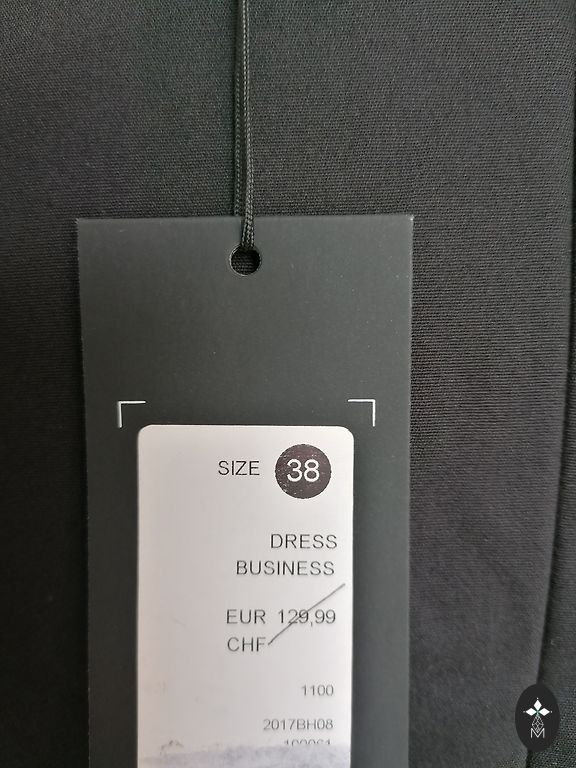 SIZE 38
DRESS
BUSINESS
EUR 129,99
CHF
1100
2017BH08
M